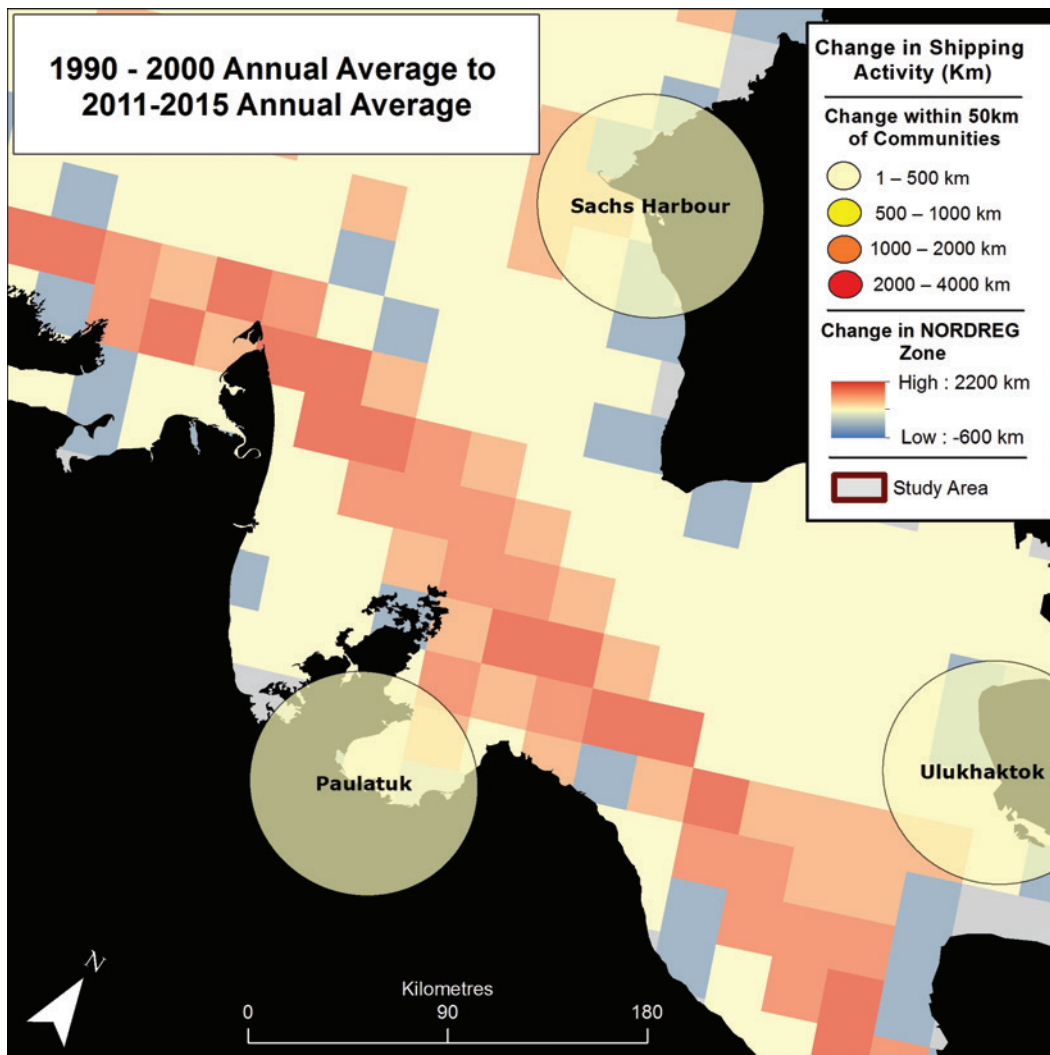 1990 - 2000 Annual Average to
2011-2015 Annual Average
Change in Shipping
Activity (Km)
Change within 50km
of Communities
1 – 500 km
500 – 1000 km
1000 – 2000 km
2000 – 4000 km
Change in NORDREG
Zone
High : 2200 km
Low : -600 km
Study Area
Sachs Harbour
Paulatuk
Ulukhaktok
N
Kilometres
0 90 180